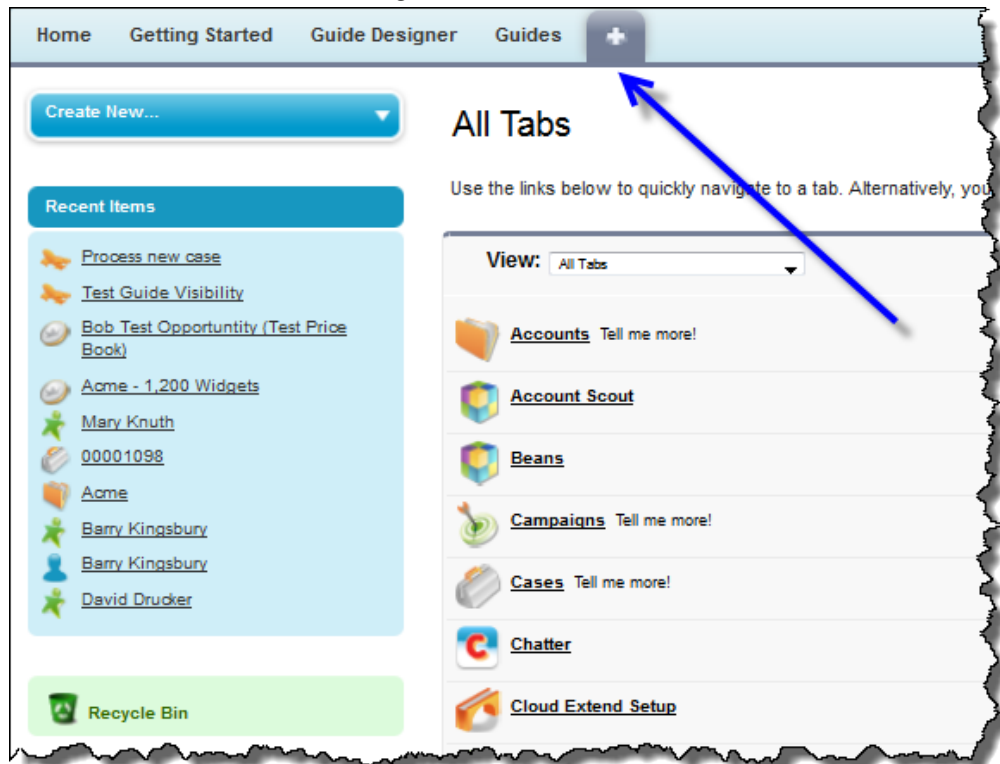 Home Getting Started Guide Designer Guides
Create New...
Recent Items
Process new case
Test Guide Visibility
Bob Test Opportuntity (Test Price
Book)
Acme - 1,200 Widgets
Mary Knuth
00001098
Acme
Barry Kingsbury
Barry Kingsbury
David Drucker
Recycle Bin
All Tabs
Use the links below to quickly navigate to a tab. Alternatively, you
View: All Tabs
Accounts Tell me more!
Account Scout
Beans
Campaigns Tell me more!
Cases Tell me more!
Chatter
Cloud Extend Setup